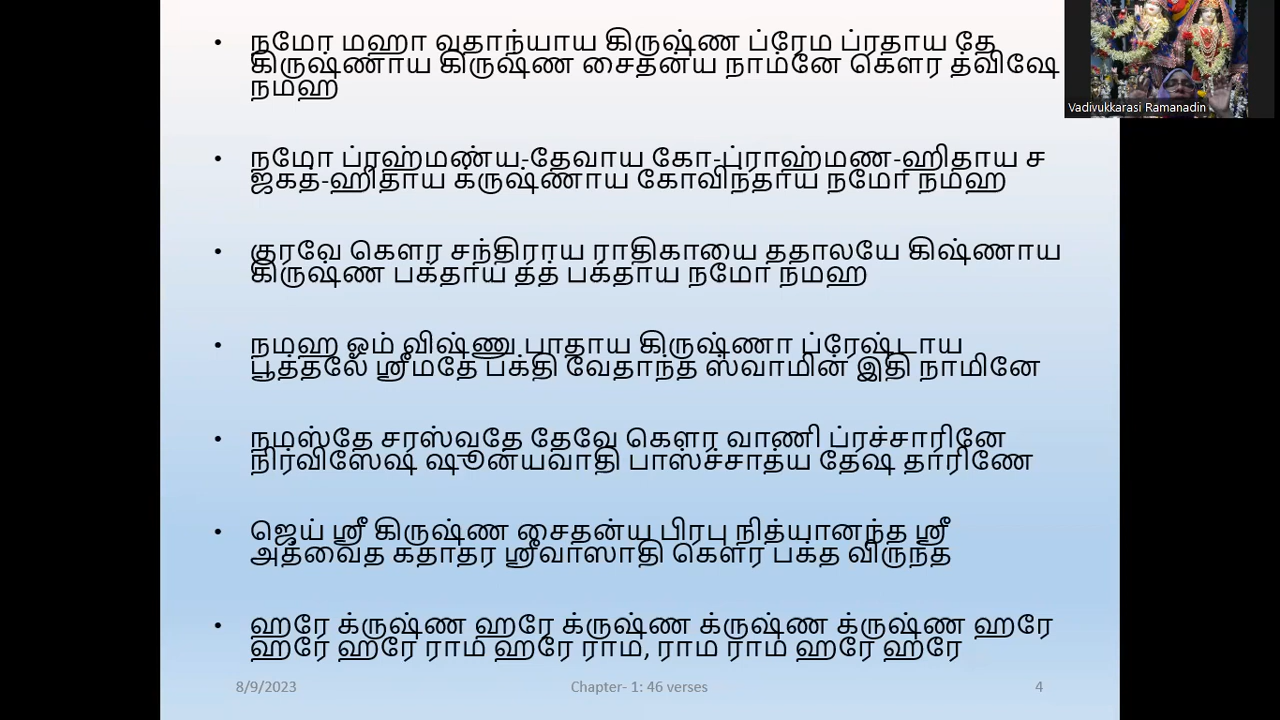 நமோ மஹா வதாந்யாய கிருஷ்ண ப்ரேம ப்ரதாய தே
கிருஷ்ணாய கிருஷ்ண சைதன்ய நாம்னே கௌர த்விஷே
நமஹ
நமோ ப்ரஹ்மண்ய-தேவாய கோ-ப்ராஹ்மண-ஹிதாய ச
ஜகத்-ஹிதாய க்ருஷ்ணாய கோவிந்தாய நமோ நமஹ
குரவே கௌர சந்திராய ராதிகாயை ததாலயே கிஷ்ணாய
கிருஷ்ண பக்தாய தத் பக்தாய நமோ நமஹ
நமஹ ஓம் விஷ்ணு பாதாய கிருஷ்ணா ப்ரேஷ்டாய
பூத்தலே ஸ்ரீமதே பக்தி வேதாந்த ஸ்வாமின் இதி நாமினே
நமஸ்தே சரஸ்வதே தேவே கௌர வாணி ப்ரச்சாரினே
நிர்விஸேஷ ஷூன்யவாதி பாஸ்ச்சாத்ய தேஷ தாரிணே
ஜெய் ஸ்ரீ கிருஷ்ண சைதன்ய பிரபு நித்யானந்த ஸ்ரீ
அத்வைத கதாதர ஸ்ரீவாஸாதி கௌர பக்த விருந்த
ஹரே க்ருஷ்ண ஹரே க்ருஷ்ண க்ருஷ்ண க்ருஷ்ண ஹரே
ஹரே ஹரே ராம ஹரே ராம, ராம ராம ஹரே ஹரே
8/9/2023 Chapter- 1: 46 verses 4
Vadivukkarasi Ramanadin